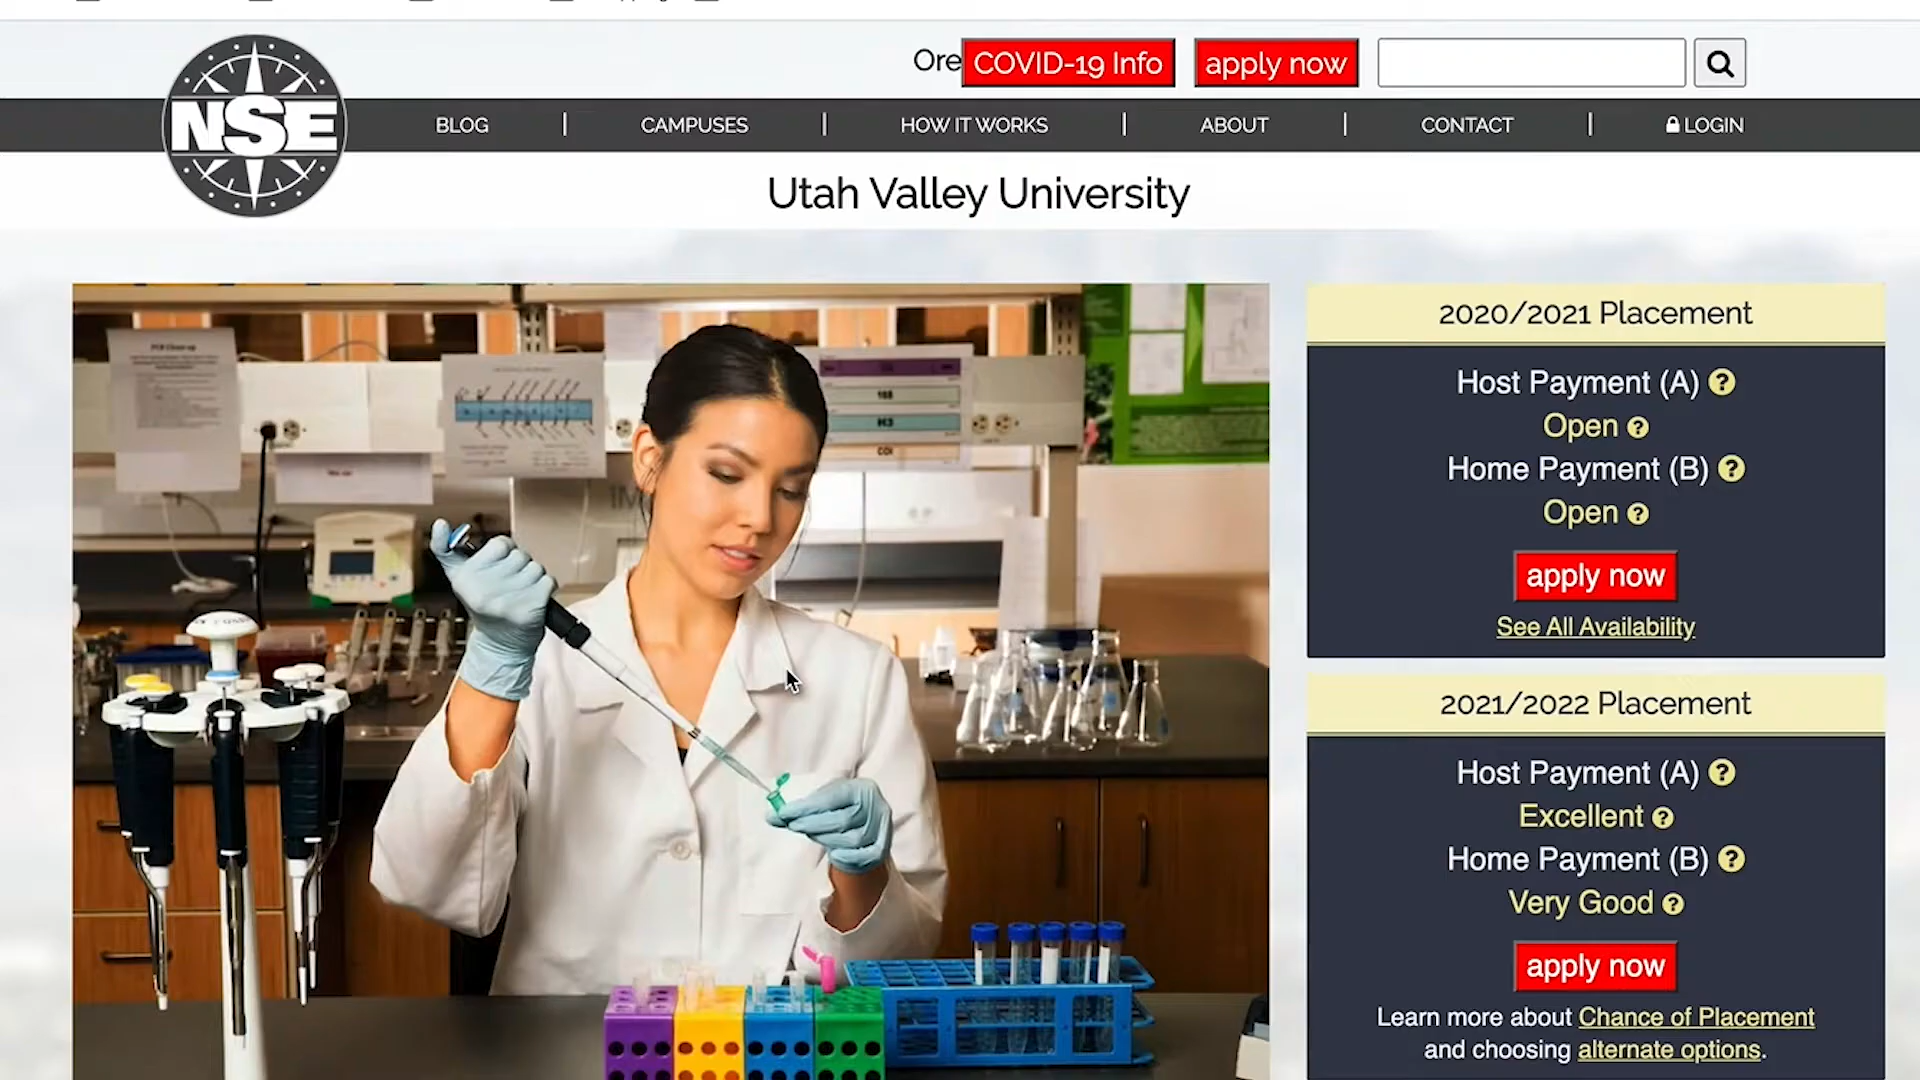 Ore
COVID-19 Info
apply now
NSE
BLOG
CAMPUSES
HOW IT WORKS
ABOUT
CONTACT
LOGIN
Utah Valley University
2020/2021 Placement
Host Payment (A)
Open
Home Payment (B)
Open
apply now
See All Availability
2021/2022 Placement
Host Payment (A)
Excellent
Home Payment (B)
Very Good
apply now
Learn more about Chance of Placement
and choosing alternate options.